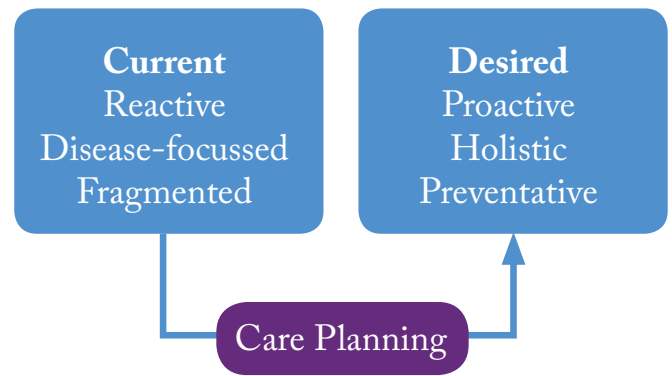 Current
Reactive
Disease-focussed
Fragmented
Desired
Proactive
Holistic
Preventative
Care Planning